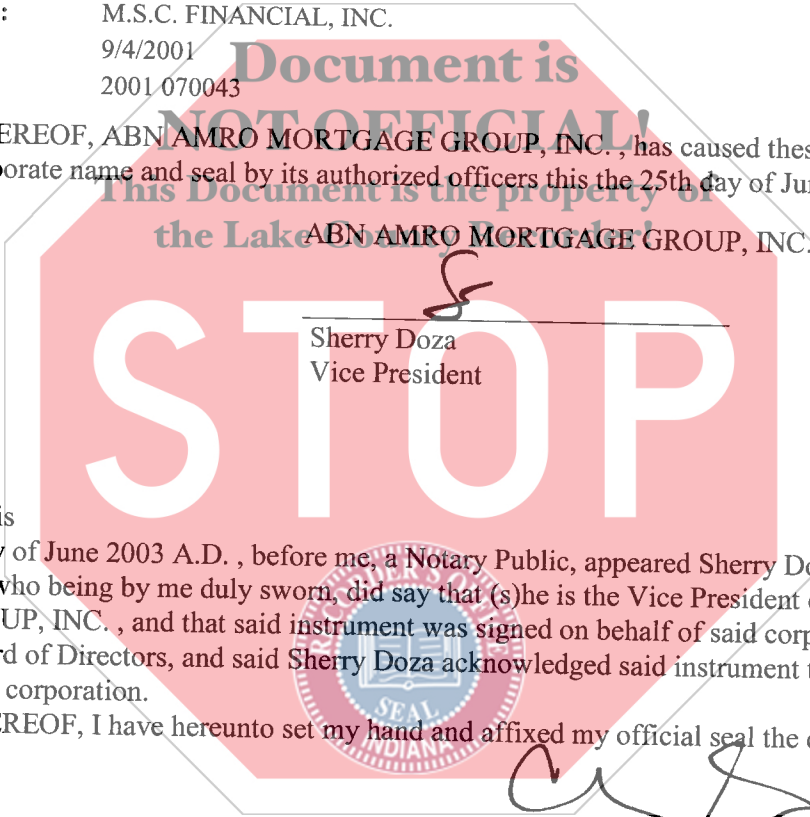 : M.S.C. FINANCIAL, INC.
9/4/2001
Document is
2001 070043
NOT OFFICIAL!
EREOF, ABN AMRO MORTGAGE GROUP, INC. , has caused thes
porate name and seal by its authorized officers this the 25th day of Jun
This Document is the property of
the Lake County Recorder!
ABN AMRO MORTGAGE GROUP, INC.
Sherry Doza
Vice President
STOP
is
y of June 2003 A.D. , before me, a Notary Public, appeared Sherry Do
who being by me duly sworn, did say that (s)he is the Vice President
UP, INC. , and that said instrument was signed on behalf of said corp
rd of Directors, and said Sherry Doza acknowledged said instrument t
corporation.
EREOF, I have hereunto set my hand and affixed my official seal the
RECORDER'S OFFICE
SEAL
INDIANA